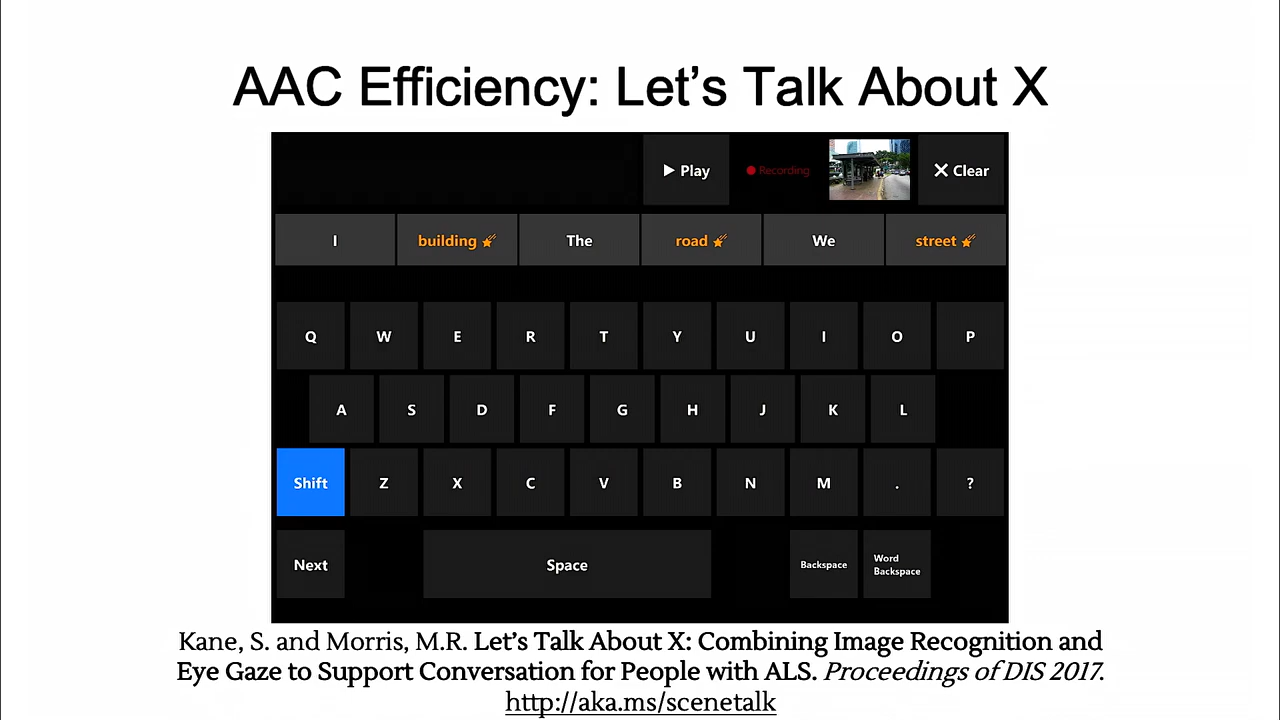 AAC Efficiency: Let’s Talk About X
Play Recording Clear
I building The road We street
Q W E R T Y U I O P
A S D F G H J K L
Shift Z X C V B N M . ?
Next Space Backspace Word
Backspace
Kane, S. and Morris, M.R. Let’s Talk About X: Combining Image Recognition and
Eye Gaze to Support Conversation for People with ALS. Proceedings of DIS 2017.
http://aka.ms/scenetalk